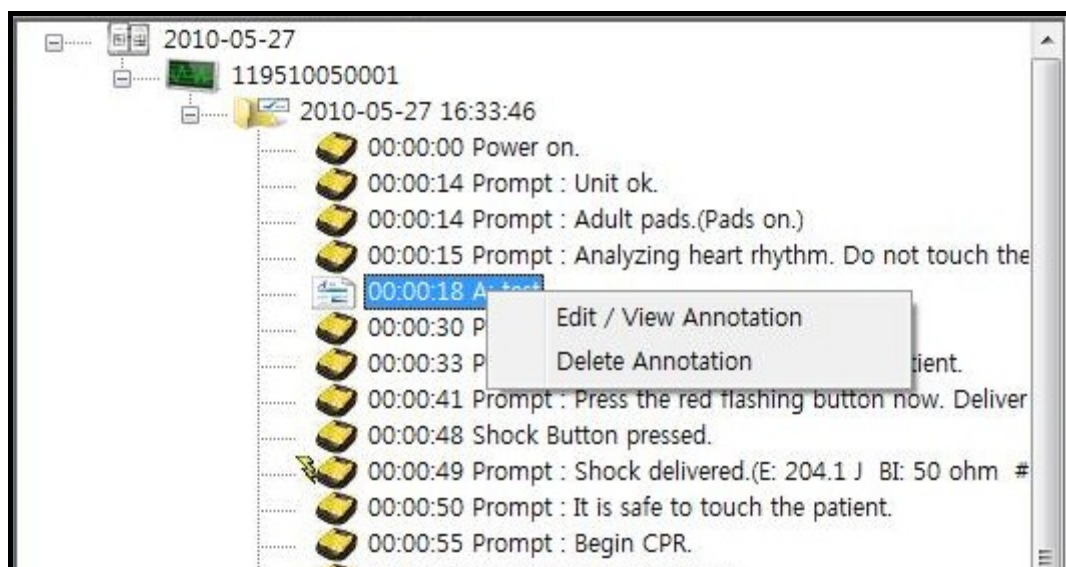 2010-05-27
119510050001
2010-05-27 16:33:46
00:00:00 Power on.
00:00:14 Prompt : Unit ok.
00:00:14 Prompt : Adult pads.(Pads on.)
00:00:15 Prompt : Analyzing heart rhythm. Do not touch the
00:00:18 A: test
Edit / View Annotation
00:00:30 P
Delete Annotation
00:00:33 P tient.
00:00:41 Prompt : Press the red flashing button now. Deliver
00:00:48 Shock Button pressed.
00:00:49 Prompt : Shock delivered.(E: 204.1 J BI: 50 ohm #
00:00:50 Prompt : It is safe to touch the patient.
00:00:55 Prompt : Begin CPR.